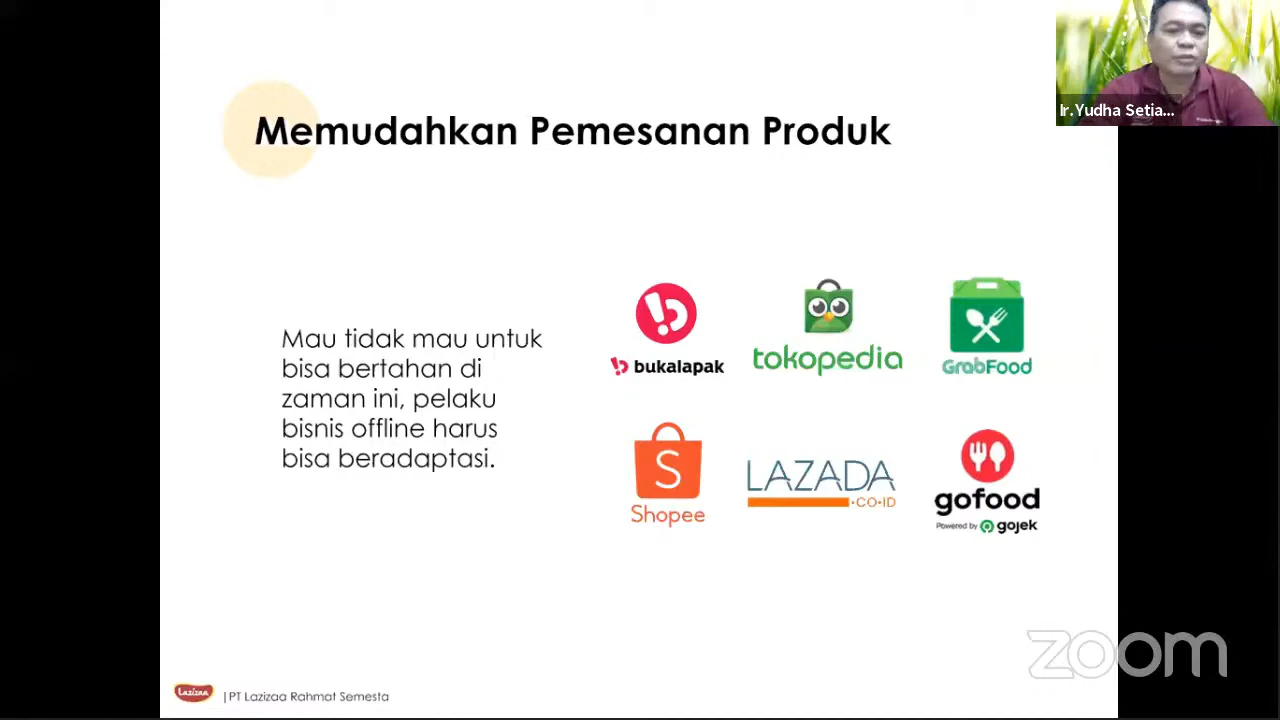 Memudahkan Pemesanan Produk
Ir.Yudha Setia...
Mau tidak mau untuk
bisa bertahan di
zaman ini, pelaku
bisnis offline harus
bisa beradaptasi.
bukalapak
tokopedia
GrabFood
S
Shopee
LAZADA
.CO.ID
gofood
Powered by gojek
zoom
Lazizaa
|PT Lazizaa Rahmat Semesta